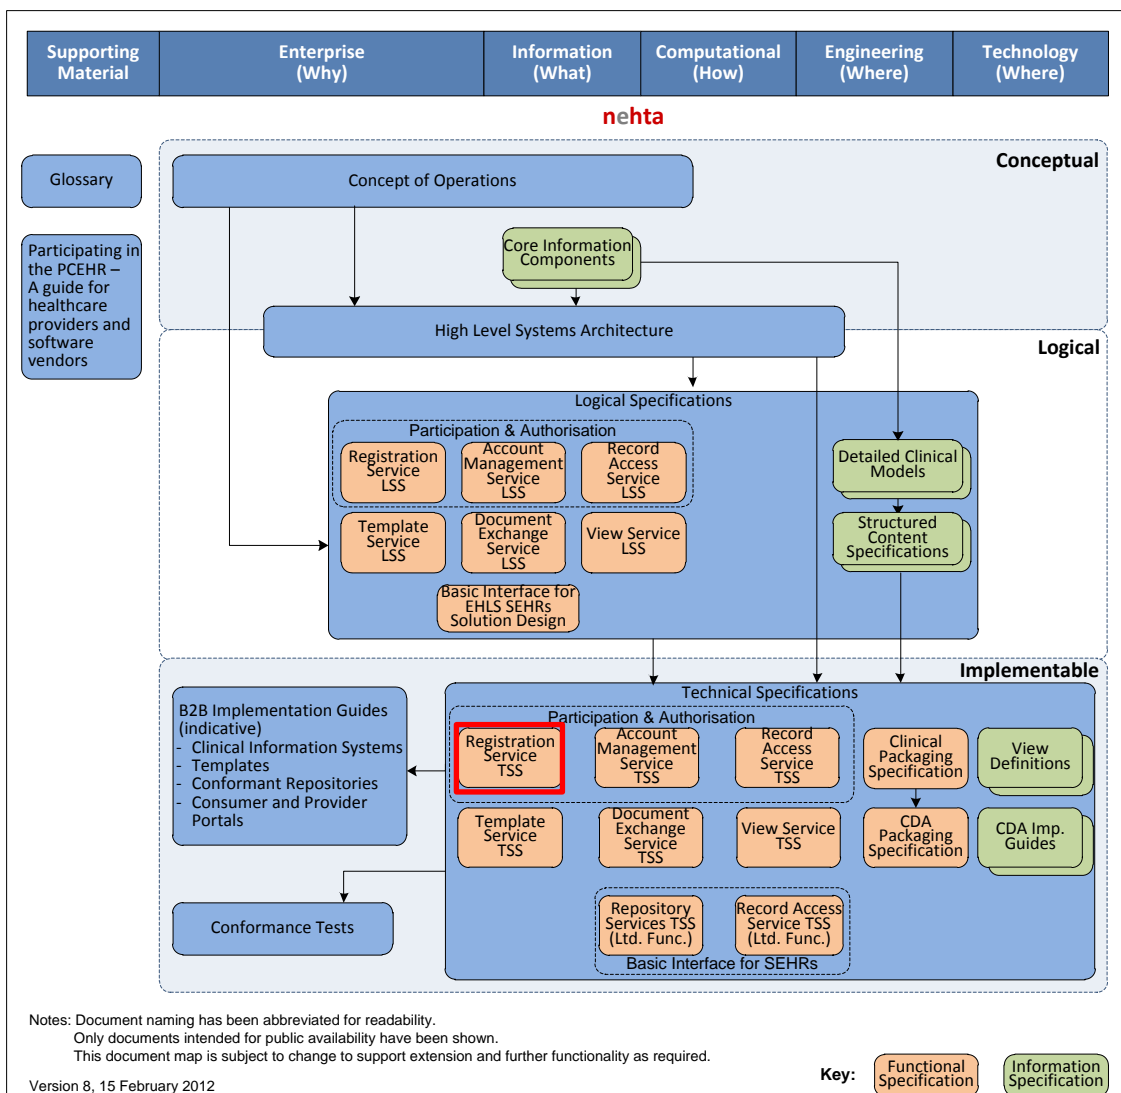 Supporting
Material
Enterprise
(Why)
Information
(What)
Computational
(How)
Engineering
(Where)
Technology
(Where)
nehta
Conceptual
Glossary
Concept of Operations
Participating in
the PCEHR –
A guide for
healthcare
providers and
software
vendors
Core Information
Components
High Level Systems Architecture
Logical
Logical Specifications
Participation & Authorisation
Registration
Service
LSS
Account
Management
Service
LSS
Record
Access
Service
LSS
Detailed Clinical
Models
Template
Service
LSS
Document
Exchange
Service
LSS
View Service
LSS
Structured
Content
Specifications
Basic Interface for
EHLS SEHRs
Solution Design
Implementable
Technical Specifications
B2B Implementation Guides
(indicative)
- Clinical Information Systems
- Templates
- Conformant Repositories
- Consumer and Provider
Portals
Participation & Authorisation
Registration
Service
TSS
Account
Management
Service
TSS
Record
Access
Service
TSS
Clinical
Packaging
Specification
View
Definitions
Template
Service
TSS
Document
Exchange
Service
TSS
View Service
TSS
CDA
Packaging
Specification
CDA Imp.
Guides
Conformance Tests
Repository
Services TSS
(Ltd. Func.)
Record Access
Service TSS
(Ltd. Func.)
Basic Interface for SEHRs
Notes: Document naming has been abbreviated for readability.
Only documents intended for public availability have been shown.
This document map is subject to change to support extension and further functionality as required.
Version 8, 15 February 2012
Key:
Functional
Specification
Information
Specification